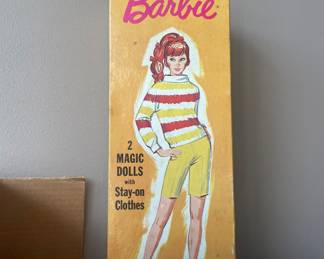 Barbie
2
MAGIC
DOLLS
with
Stay-on
Clothes